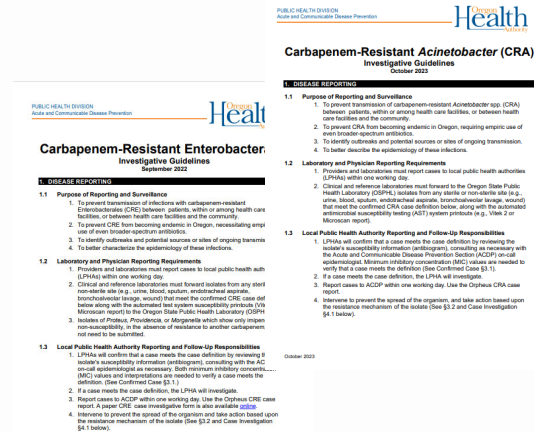 PUBLIC HEALTH DIVISION
Acute and Communicable Disease Prevention
Oregon
Health
Authority
Carbapenem-Resistant Acinetobacter (CRA)
Investigative Guidelines
October 2023
1. DISEASE REPORTING
1.1 Purpose of Reporting and Surveillance
1. To prevent transmission of carbapenem-resistant Acinetobacter spp. (CRA)
between patients, within or among health care facilities, or between health
care facilities and the community.
2. To prevent CRA from becoming endemic in Oregon, requiring empiric use of
even broader-spectrum antibiotics.
3. To identify outbreaks and potential sources or sites of ongoing transmission.
4. To better describe the epidemiology of these infections.
1.2 Laboratory and Physician Reporting Requirements
1. Providers and laboratories must report cases to local public health authorities
(LPHAs) within one working day.
2. Clinical and reference laboratories must forward to the Oregon State Public
Health Laboratory (OSPHL) isolates from any sterile or non-sterile site (e.g.,
urine, blood, sputum, endotracheal aspirate, bronchoalveolar lavage, wound)
that meet the confirmed CRA case definition below, along with the automated
antimicrobial susceptibility testing (AST) system printouts (e.g., Vitek 2 or
Microscan report).
1.3 Local Public Health Authority Reporting and Follow-Up Responsibilities
1. LPHAs will confirm that a case meets the case definition by reviewing the
isolate's susceptibility information (antibiogram), consulting as necessary with
the Acute and Communicable Disease Prevention Section (ACDP) on-call
epidemiologist. Minimum inhibitory concentration (MIC) values are needed to
verify that a case meets the definition (See Confirmed Case §3.1).
2. If a case meets the case definition, the LPHA will investigate.
3. Report cases to ACDP within one working day. Use the Orpheus CRA case
report.
4. Intervene to prevent the spread of the organism, and take action based upon
the resistance mechanism of the isolate (See §3.2 and Case Investigation
§4.1 below).
October 2023
PUBLIC HEALTH DIVISION
Acute and Communicable Disease Prevention
Oregon
Healt
Carbapenem-Resistant Enterobacter
Investigative Guidelines
September 2022
1. DISEASE REPORTING
1.1 Purpose of Reporting and Surveillance
1. To prevent transmission of infections with carbapenem-resistant
Enterobacterales (CRE) between patients, within or among health care
facilities, or between health care facilities and the community.
2. To prevent CRE from becoming endemic in Oregon, necessitating empi
use of even broader-spectrum antibiotics.
3. To identify outbreaks and potential sources or sites of ongoing transmis
4. To better characterize the epidemiology of these infections.
1.2 Laboratory and Physician Reporting Requirements
1. Providers and laboratories must report cases to local public health auth
(LPHAs) within one working day.
2. Clinical and reference laboratories must forward isolates from any steril
non-sterile site (e.g., urine, blood, sputum, endotracheal aspirate,
bronchoalveolar lavage, wound) that meet the confirmed CRE case def
below along with the automated test system susceptibility printouts (Vite
Microscan report) to the Oregon State Public Health Laboratory (OSPH
3. Isolates of Proteus, Providencia, or Morganella which show only imipen
non-susceptibility, in the absence of resistance to another carbapenem,
not need to be submitted.
1.3 Local Public Health Authority Reporting and Follow-Up Responsibilities
1. LPHAs will confirm that a case meets the case definition by reviewing th
isolate's susceptibility information (antibiogram), consulting with the AC
on-call epidemiologist as necessary. Both minimum inhibitory concentra
(MIC) values and interpretations are needed to verify a case meets the
definition. (See Confirmed Case §3.1.)
2. If a case meets the case definition, the LPHA will investigate.
3. Report cases to ACDP within one working day. Use the Orpheus CRE case
report. A paper CRE case investigative form is also available online.
4. Intervene to prevent the spread of the organism and take action based upon
the resistance mechanism of the isolate (see §3.2 and Case Investigation
§4.1 below).